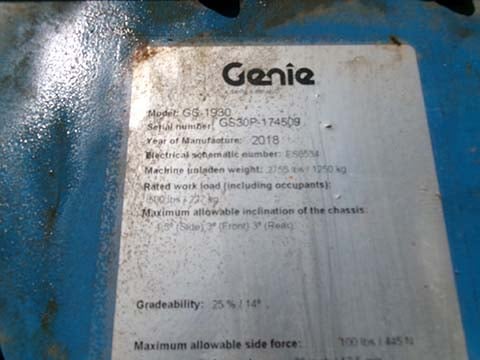 Genie
Model: GS-1930
Serial number: GS30P-174509
Year of Manufacture: 2018
Electrical schematic number: ES0534
Machine unladen weight: 2755 lbs / 1250 kg
Rated work load (including occupants):
500 lbs / 227 kg
Maximum allowable inclination of the chassis:
1.5° (Side) 3° (Front) 3° (Rear)
Gradeability: 25 % / 14°
Maximum allowable side force: 100 lbs / 445 N